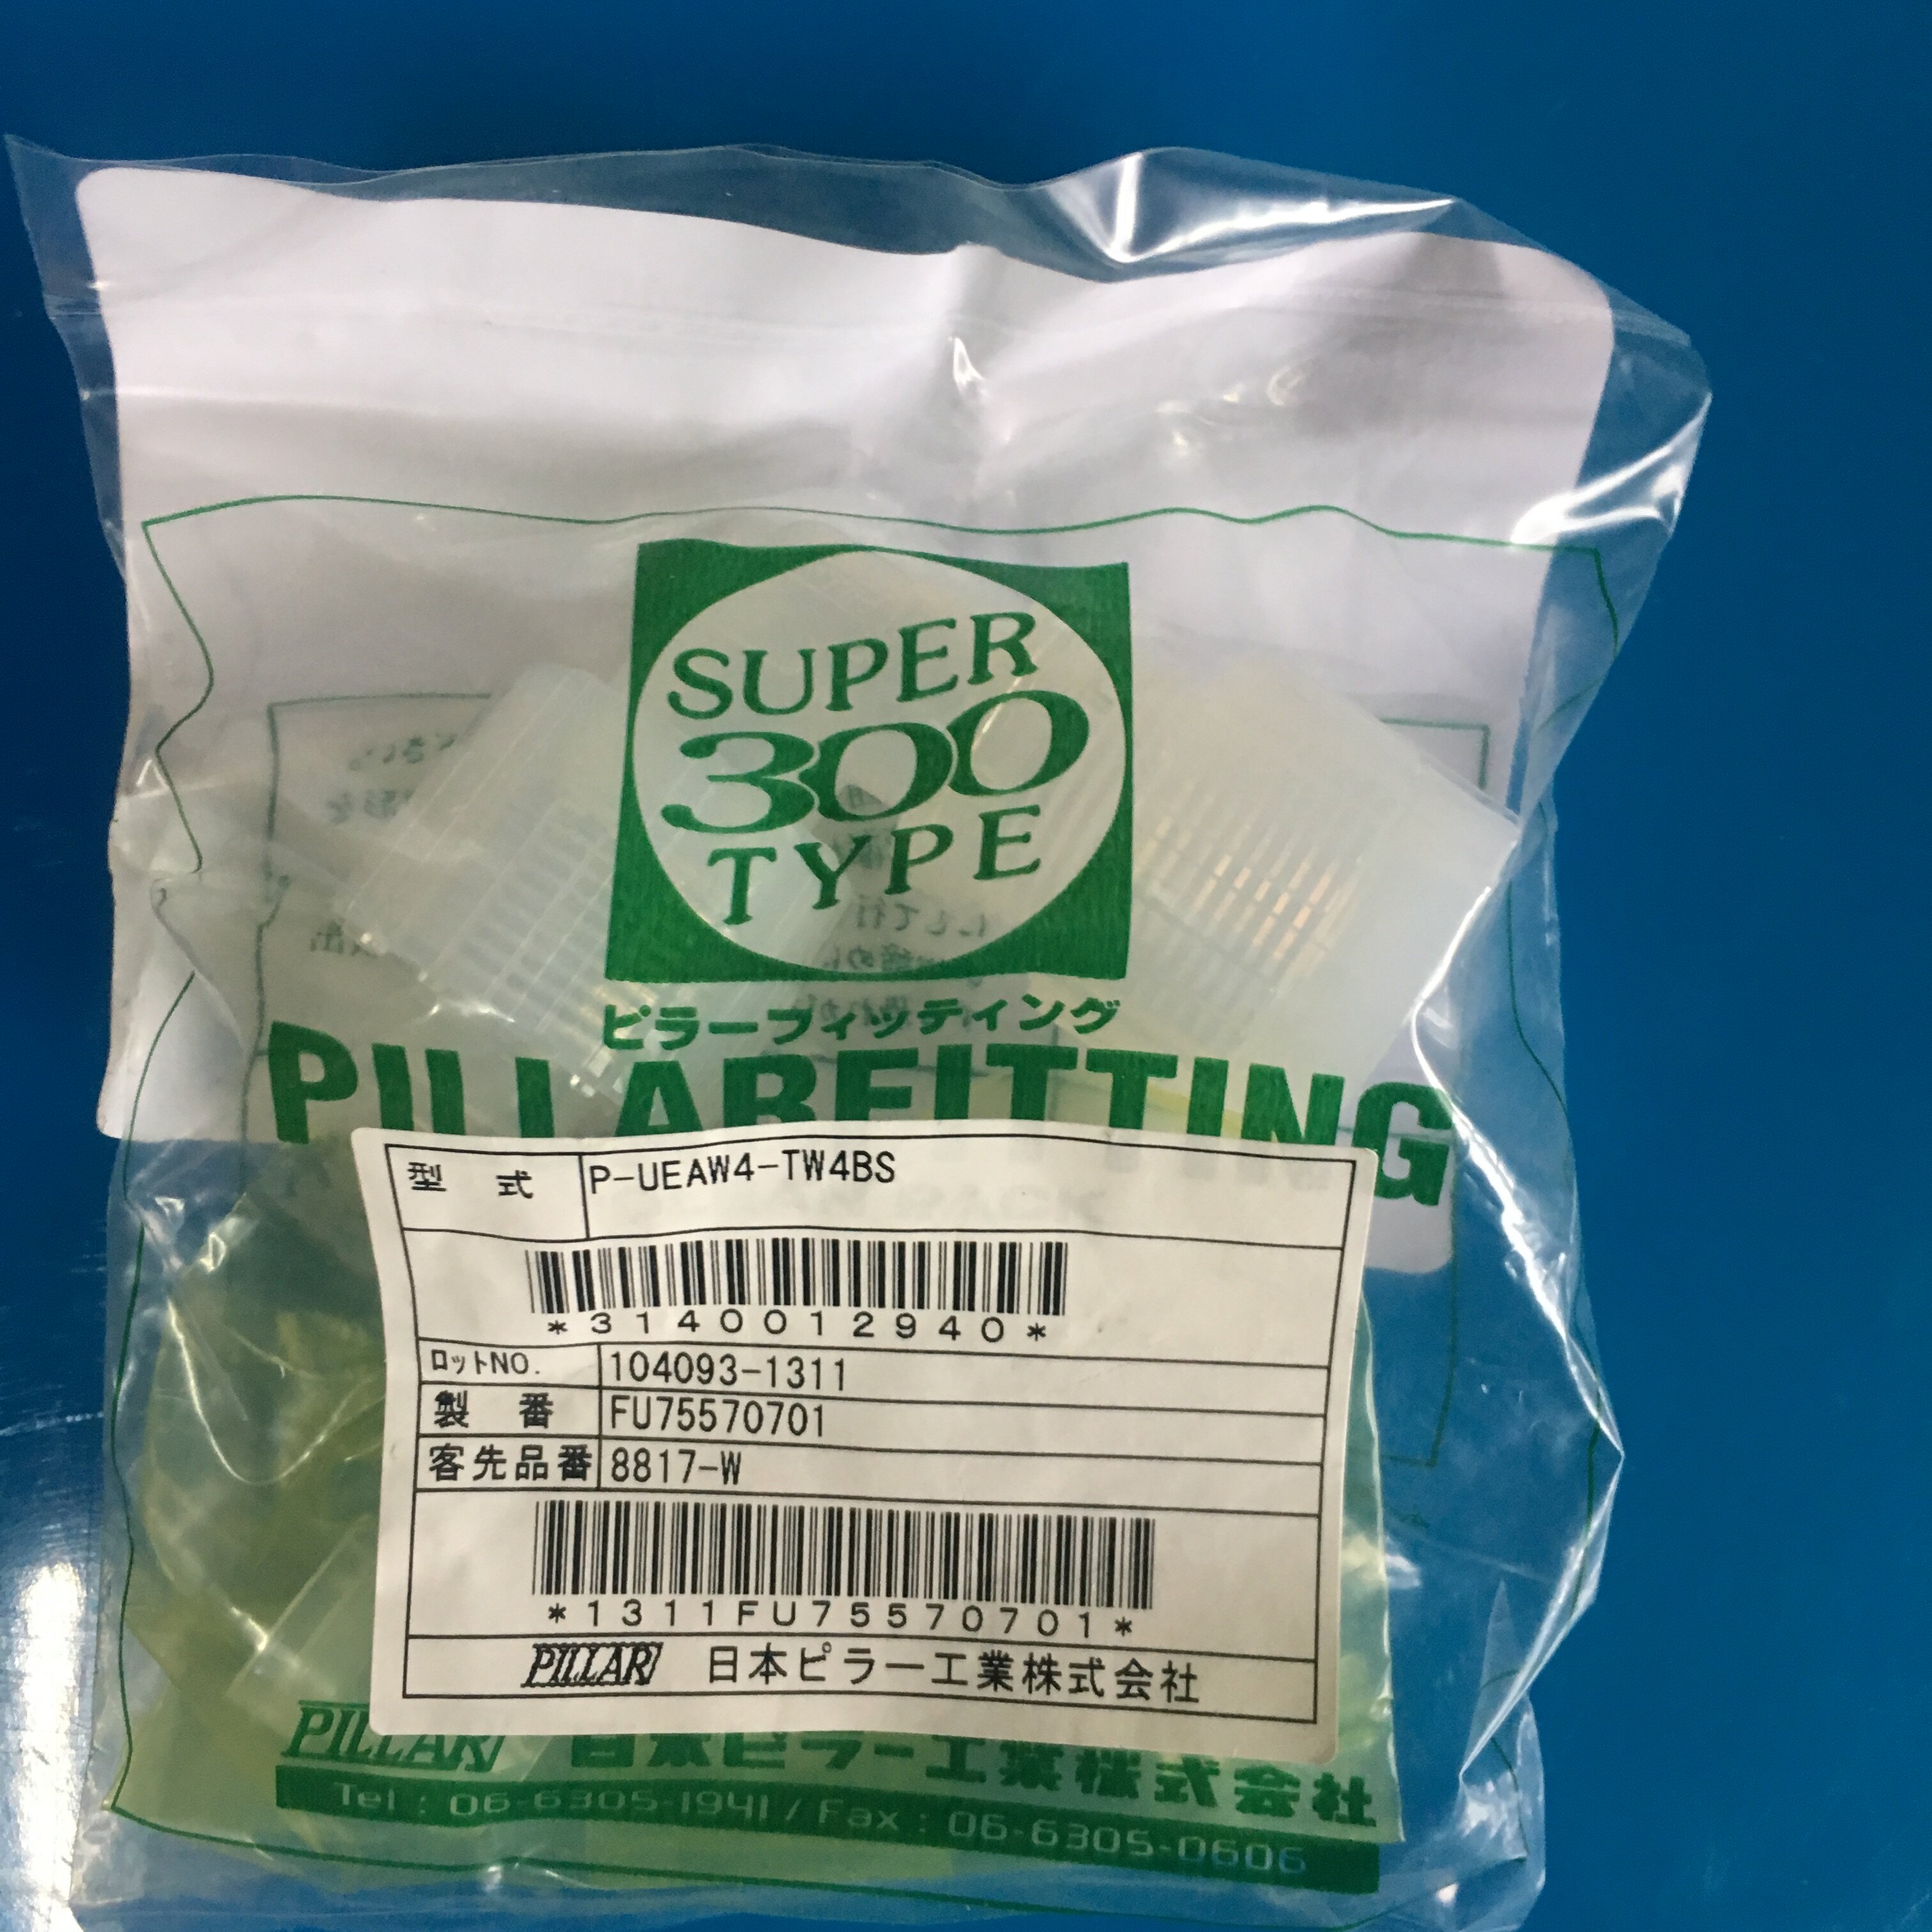 SUPER
300
TYPE
ピラーフィッティング
PILLARFITTING
型 式 P-UEAW4-TW4BS
*3140012940*
ロットNO. 104093-1311
製 番 FU75570701
客先品番 8817-W
*1311FU75570701*
PILLAR 日本ピラー工業株式会社
PILLAR 日本ピラー工業株式会社
Tel : 06-6305-1941 / Fax : 06-6305-0606